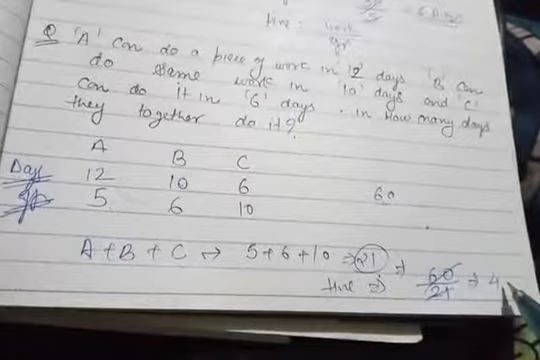 time = work
Q 'A' can do a piece of work in 12 days 'B' can
do same work in '10' days and 'C'
can do it in '6' days . in How many days
they together do it?
A B C
Days 12 10 6 60
5 6 10
A + B + C ⇒ 5 + 6 + 10 ⇒ 21 ⇒
time ⇒ 60/21 ⇒ 4